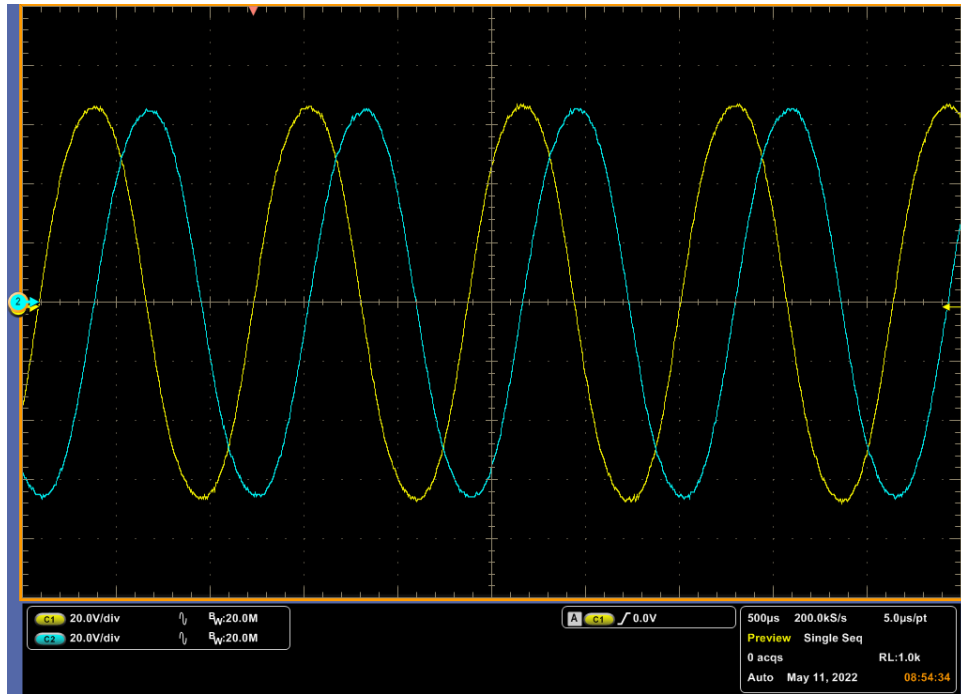 2
C1 20.0V/div BW:20.0M
C2 20.0V/div BW:20.0M
A C1 0.0V
500µs 200.0kS/s 5.0µs/pt
Preview Single Seq
0 acqs RL:1.0k
Auto May 11, 2022 08:54:34